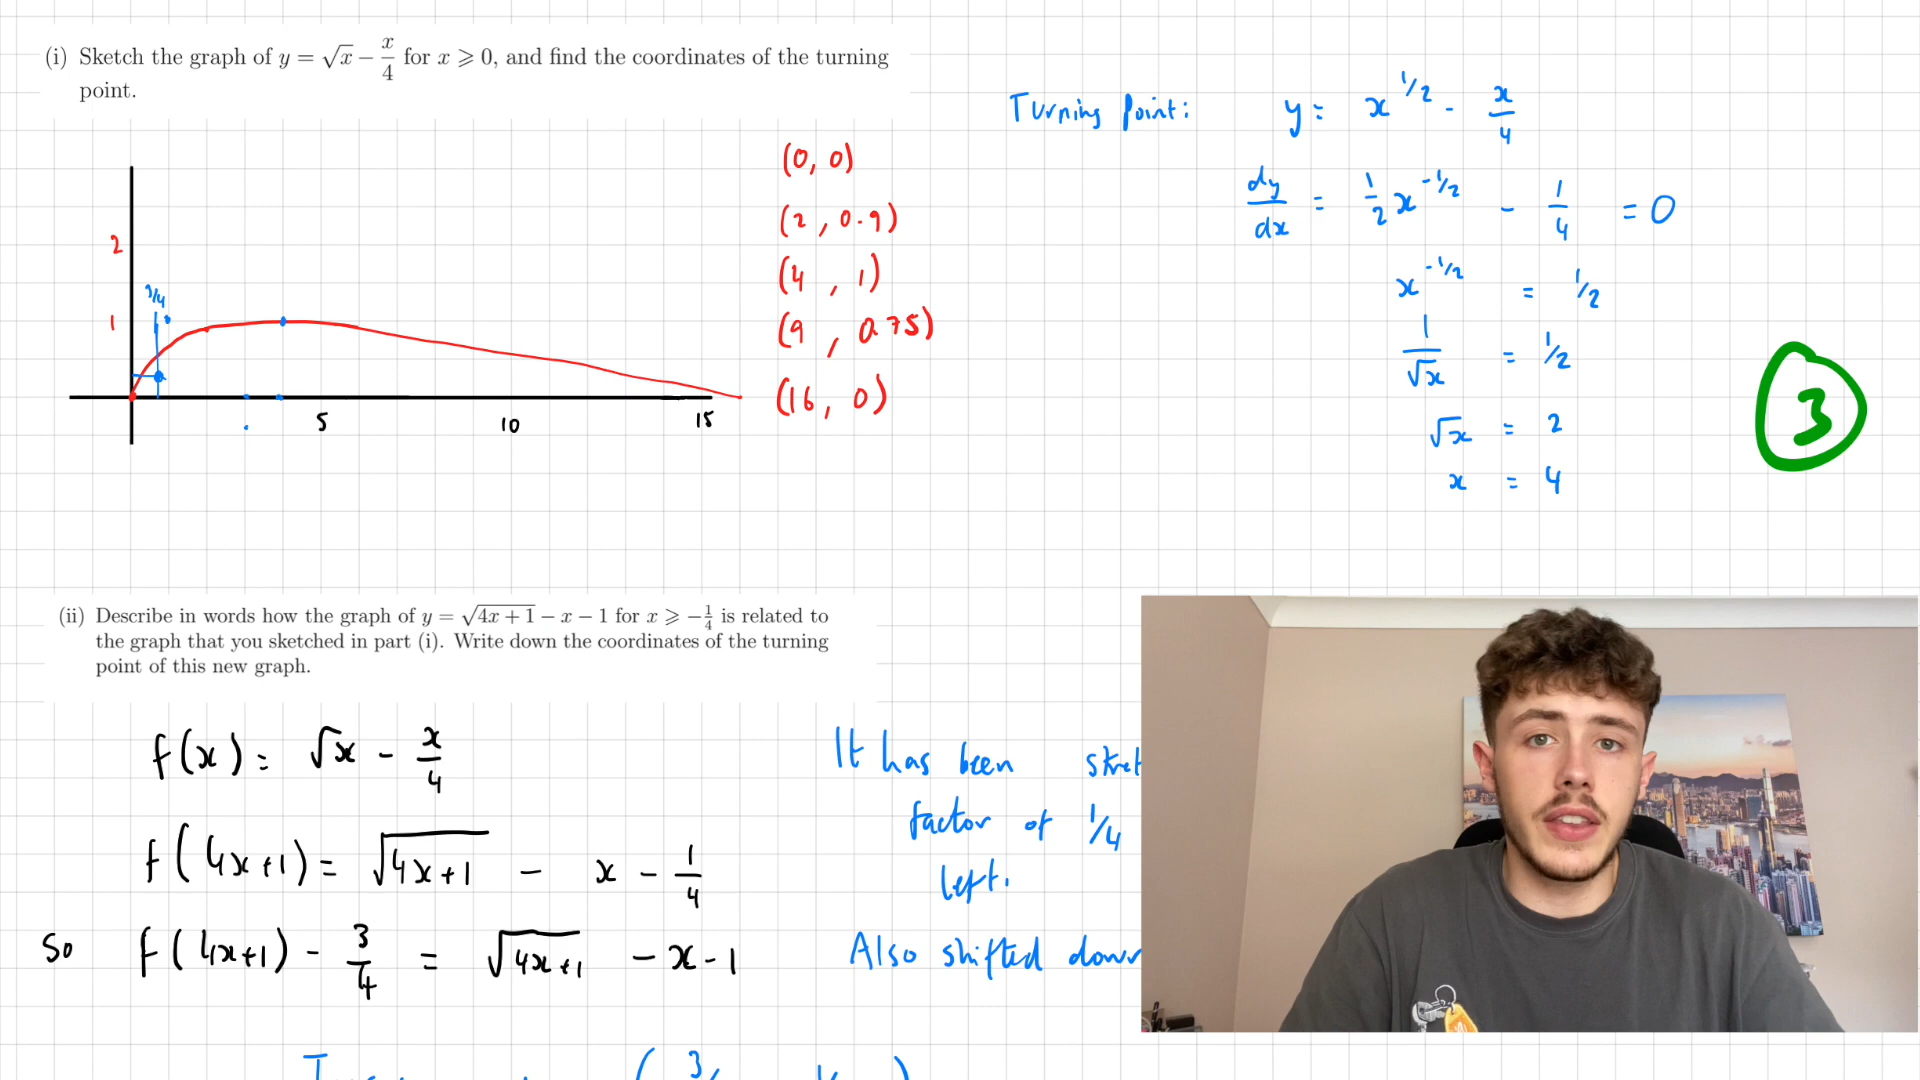 (i) Sketch the graph of y = √x − x/4 for x ⩾ 0, and find the coordinates of the turning
point.
Turning Point: y = x^1/2 - x/4
dy/dx = 1/2 x^-1/2 - 1/4 = 0
x^-1/2 = 1/2
1/√x = 1/2
√x = 2
x = 4
3
(0, 0)
(2, 0.9)
(4, 1)
(9, 0.75)
(16, 0)
2
3/4
1
5 10 15
(ii) Describe in words how the graph of y = √(4x + 1) − x − 1 for x ⩾ −1/4 is related to
the graph that you sketched in part (i). Write down the coordinates of the turning
point of this new graph.
f(x) = √x - x/4
f(4x+1) = √(4x+1) - x - 1/4
So f(4x+1) - 3/4 = √(4x+1) - x - 1
It has been
factor of 1/4
left.
Also shifted down